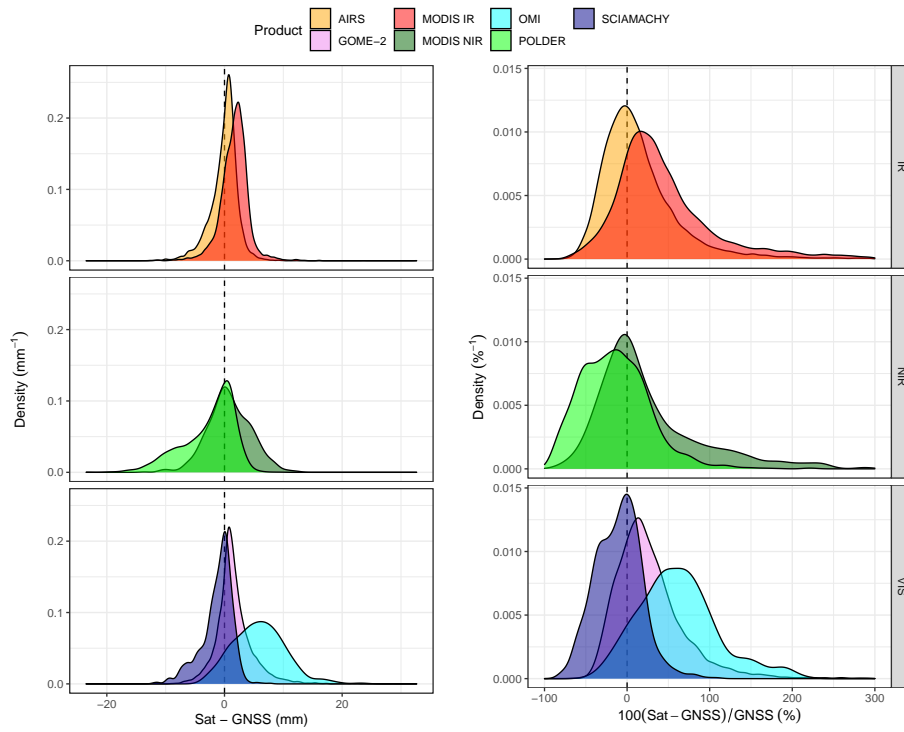 Product AIRS MODIS IR OMI SCIAMACHY
GOME−2 MODIS NIR POLDER
Density (mm−1)
0.2
0.1
0.0
0.2
0.1
0.0
0.2
0.1
0.0
−20 0 20
Sat − GNSS (mm)
Density (%−1)
0.015
0.010
0.005
0.000
IR
0.015
0.010
0.005
0.000
NIR
0.015
0.010
0.005
0.000
VIS
−100 0 100 200 300
100(Sat − GNSS)/GNSS (%)